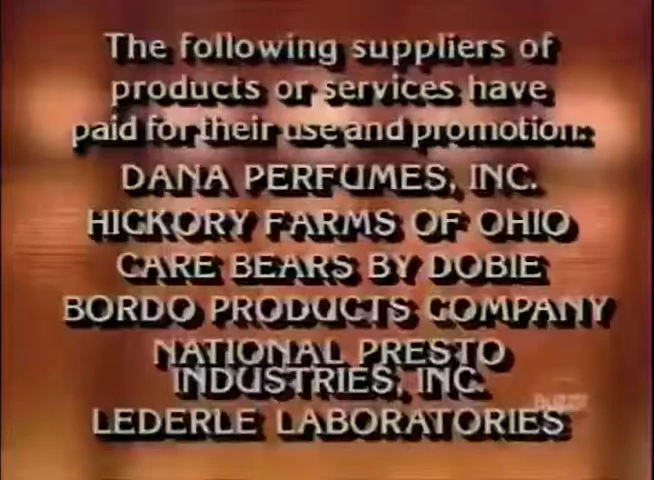 The following suppliers of
products or services have
paid for their use and promotion:
DANA PERFUMES, INC.
HICKORY FARMS OF OHIO
CARE BEARS BY DOBIE
BORDO PRODUCTS COMPANY
NATIONAL PRESTO
INDUSTRIES, INC.
LEDERLE LABORATORIES